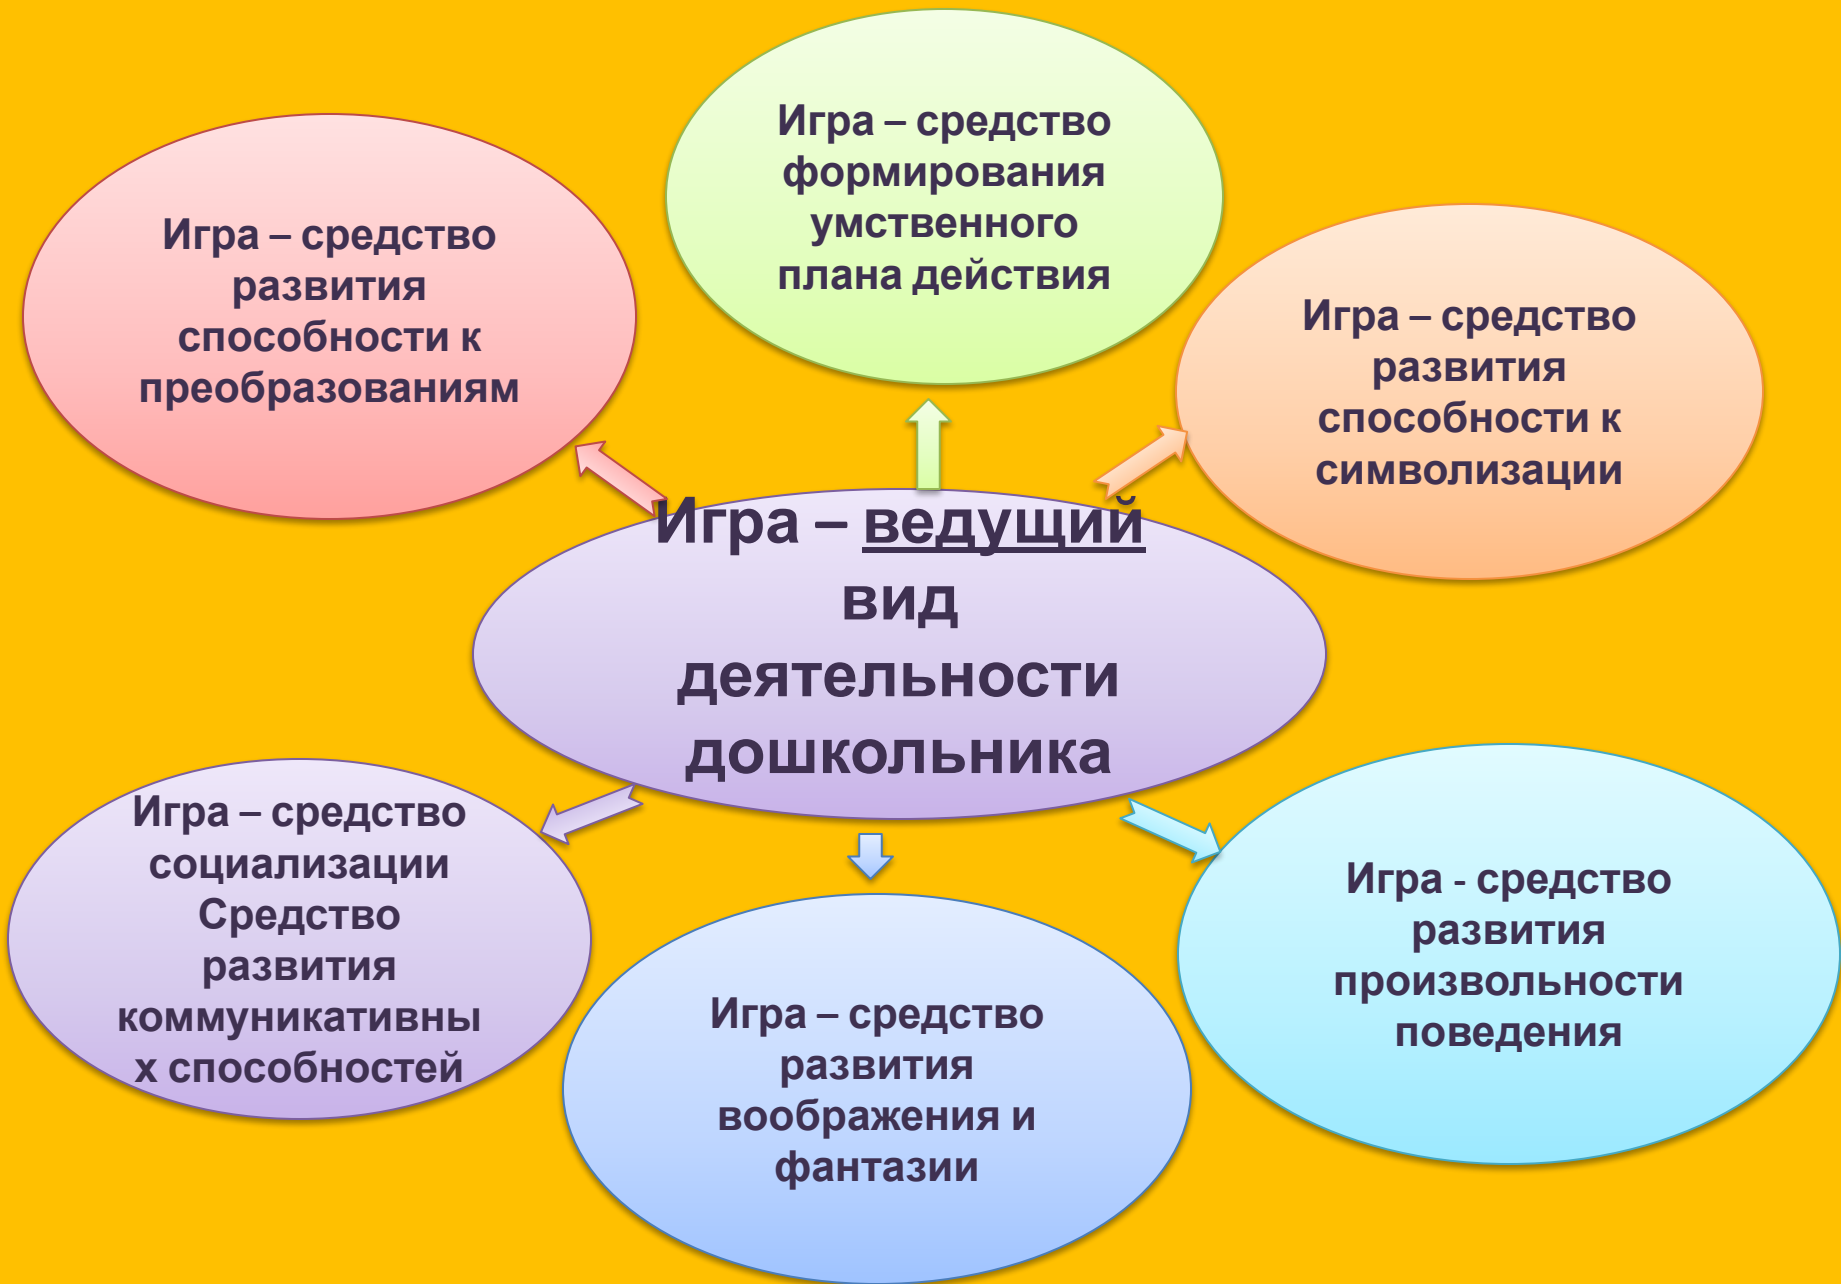 Игра – средство
формирования
умственного
плана действия
Игра – средство
развития
способности к
преобразованиям
Игра – средство
развития
способности к
символизации
Игра – ведущий
вид
деятельности
дошкольника
Игра – средство
социализации
Средство
развития
коммуникативны
х способностей
Игра – средство
развития
воображения и
фантазии
Игра - средство
развития
произвольности
поведения